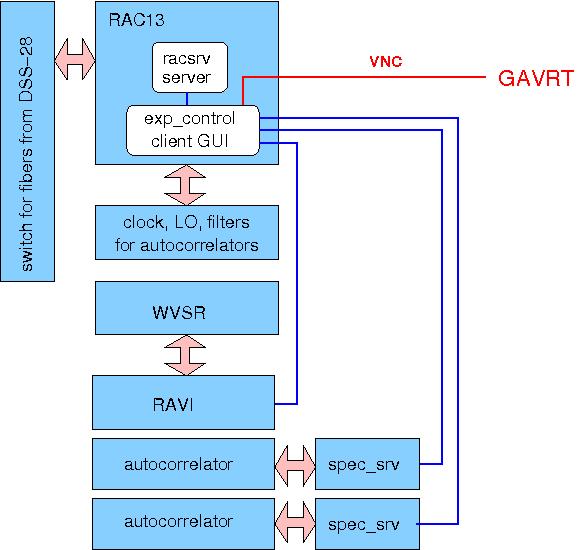 switch for fibers from DSS-28
RAC13
racsrv
server
VNC
GAVRT
exp_control
client GUI
clock, LO, filters
for autocorrelators
WVSR
RAVI
autocorrelator
spec_srv
autocorrelator
spec_srv